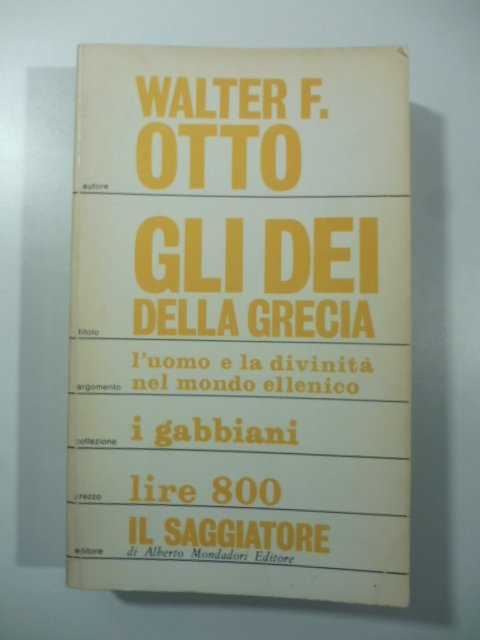 WALTER F.
OTTO
autore
GLI DEI
DELLA GRECIA
titolo
l'uomo e la divinità
nel mondo ellenico
argomento
i gabbiani
collezione
lire 800
prezzo
IL SAGGIATORE
di Alberto Mondadori Editore
editore